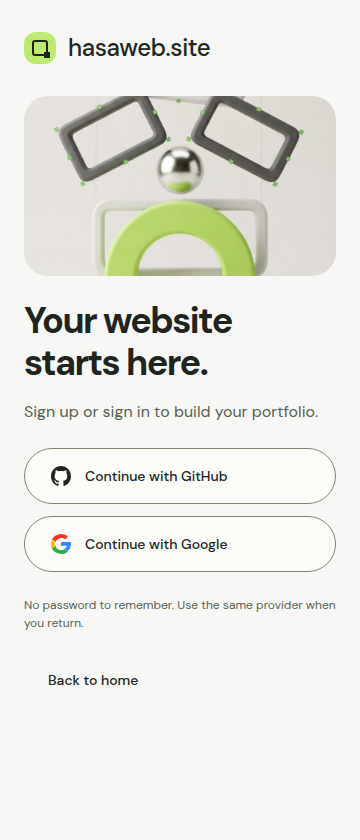 hasaweb.site
Your website
starts here.
Sign up or sign in to build your portfolio.
Continue with GitHub
Continue with Google
No password to remember. Use the same provider when
you return.
Back to home